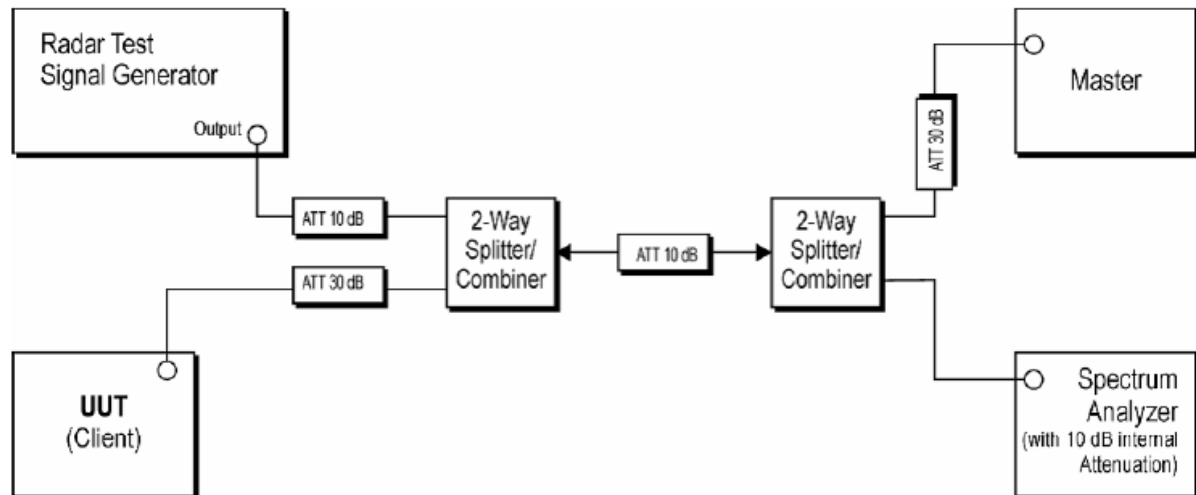 Radar Test
Signal Generator
Output
ATT 10 dB
ATT 30 dB
UUT
(Client)
2-Way
Splitter/
Combiner
ATT 10 dB
2-Way
Splitter/
Combiner
ATT 30 dB
Master
Spectrum
Analyzer
(with 10 dB internal
Attenuation)